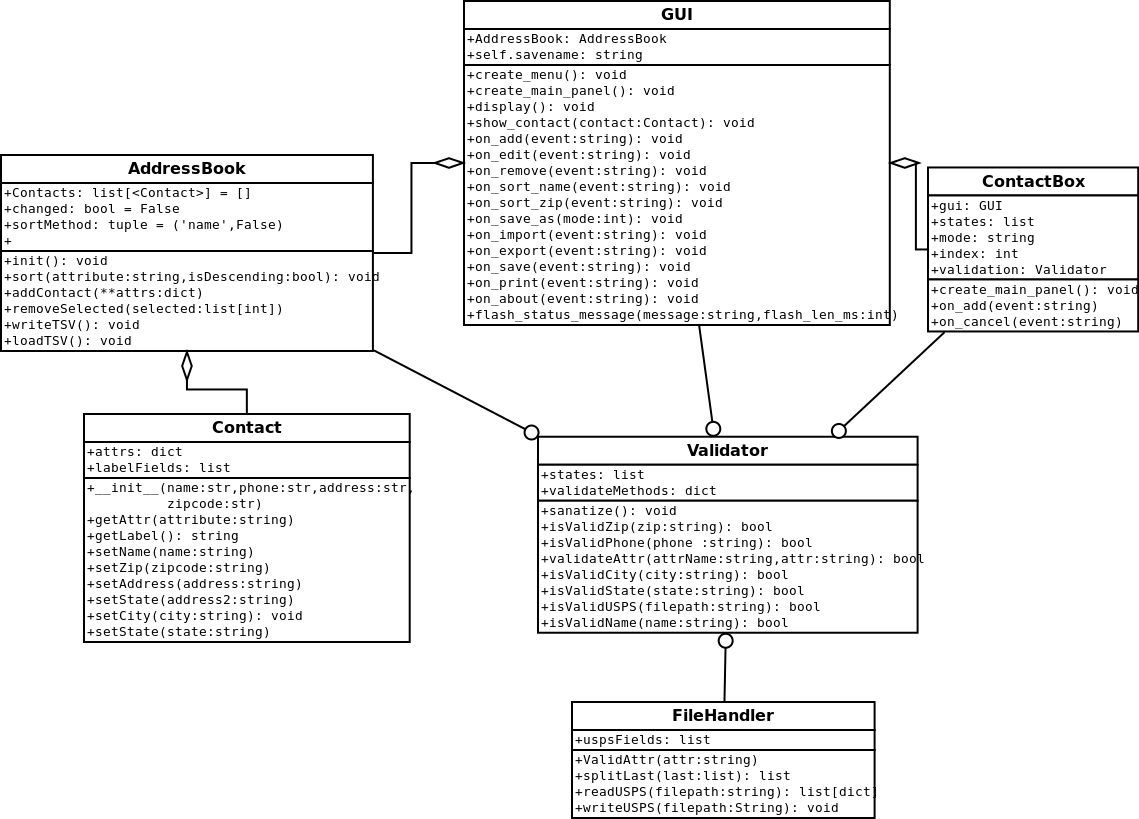 GUI
+AddressBook: AddressBook
+self.savename: string
+create_menu(): void
+create_main_panel(): void
+display(): void
+show_contact(contact:Contact): void
+on_add(event:string): void
+on_edit(event:string): void
+on_remove(event:string): void
+on_sort_name(event:string): void
+on_sort_zip(event:string): void
+on_save_as(mode:int): void
+on_import(event:string): void
+on_export(event:string): void
+on_save(event:string): void
+on_print(event:string): void
+on_about(event:string): void
+flash_status_message(message:string,flash_len_ms:int)
AddressBook
+Contacts: list[<Contact>] = []
+changed: bool = False
+sortMethod: tuple = ('name',False)
+
+init(): void
+sort(attribute:string,isDescending:bool): void
+addContact(**attrs:dict)
+removeSelected(selected:list[int])
+writeTSV(): void
+loadTSV(): void
ContactBox
+gui: GUI
+states: list
+mode: string
+index: int
+validation: Validator
+create_main_panel(): void
+on_add(event:string)
+on_cancel(event:string)
Contact
+attrs: dict
+labelFields: list
+__init__(name:str,phone:str,address:str,
zipcode:str)
+getAttr(attribute:string)
+getLabel(): string
+setName(name:string)
+setZip(zipcode:string)
+setAddress(address:string)
+setState(address2:string)
+setCity(city:string): void
+setState(state:string)
Validator
+states: list
+validateMethods: dict
+sanatize(): void
+isValidZip(zip:string): bool
+isValidPhone(phone :string): bool
+validateAttr(attrName:string,attr:string): bool
+isValidCity(city:string): bool
+isValidState(state:string): bool
+isValidUSPS(filepath:string): bool
+isValidName(name:string): bool
FileHandler
+uspsFields: list
+ValidAttr(attr:string)
+splitLast(last:list): list
+readUSPS(filepath:string): list[dict]
+writeUSPS(filepath:String): void